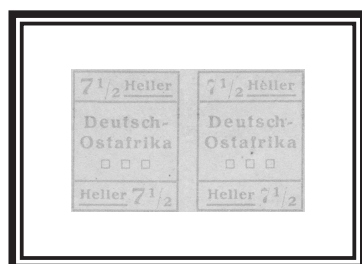 7 1/2 Heller
Deutsch-
Ostafrika
Heller 7 1/2
7 1/2 Heller
Deutsch-
Ostafrika
Heller 7 1/2